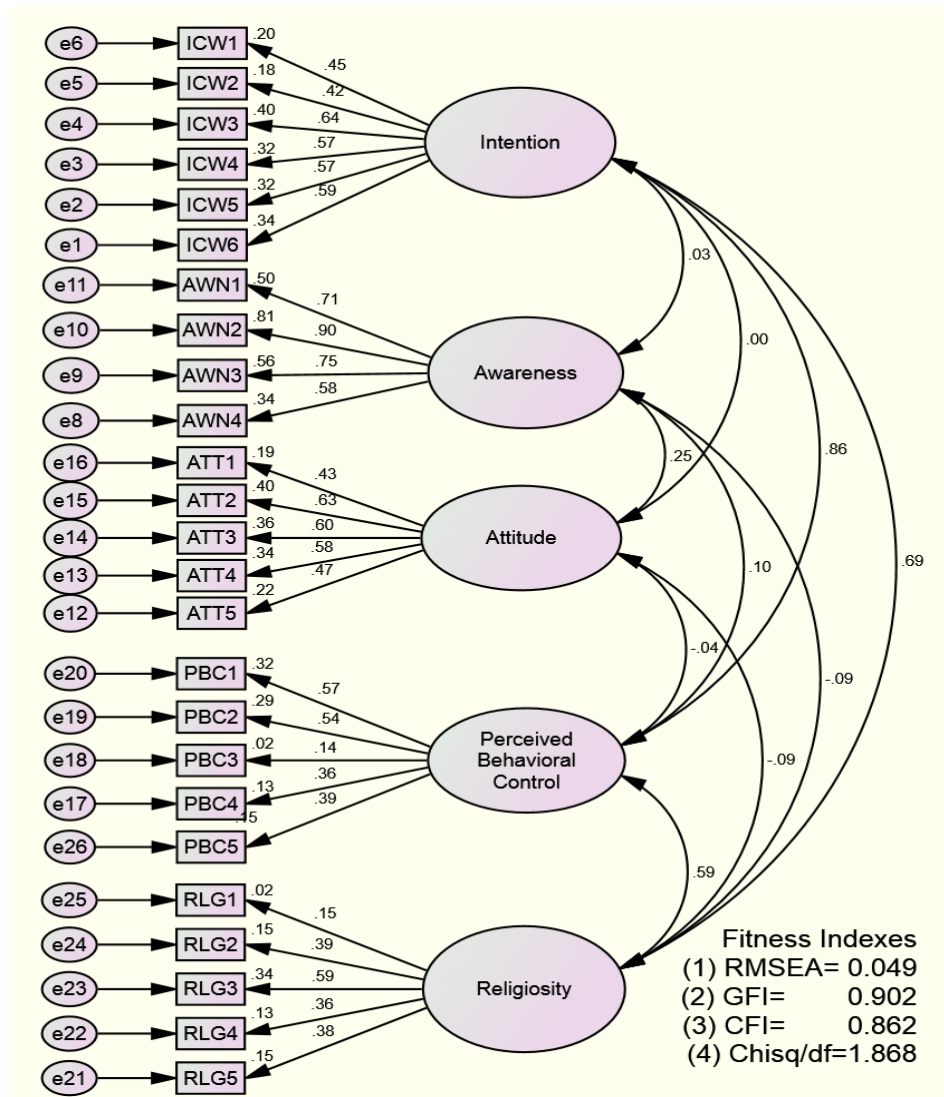 e6 ICW1 .20
.45
e5 ICW2 .18
.42
e4 ICW3 .40
.64
e3 ICW4 .32
.57
e2 ICW5 .32
.57
e1 ICW6 .34
.59
Intention
e11 AWN1 .50
.71
e10 AWN2 .81
.90
e9 AWN3 .56
.75
e8 AWN4 .34
.58
Awareness
e16 ATT1 .19
.43
e15 ATT2 .40
.63
e14 ATT3 .36
.60
e13 ATT4 .34
.58
e12 ATT5 .22
.47
Attitude
e20 PBC1 .32
.57
e19 PBC2 .29
.54
e18 PBC3 .02
.14
e17 PBC4 .13
.36
e26 PBC5 .15
.39
Perceived
Behavioral
Control
e25 RLG1 .02
.15
e24 RLG2 .15
.39
e23 RLG3 .34
.59
e22 RLG4 .13
.36
e21 RLG5 .15
.38
Religiosity
.03
.00
.86
.69
.25
.10
-.09
-.04
-.09
.59
Fitness Indexes
(1) RMSEA= 0.049
(2) GFI= 0.902
(3) CFI= 0.862
(4) Chisq/df=1.868